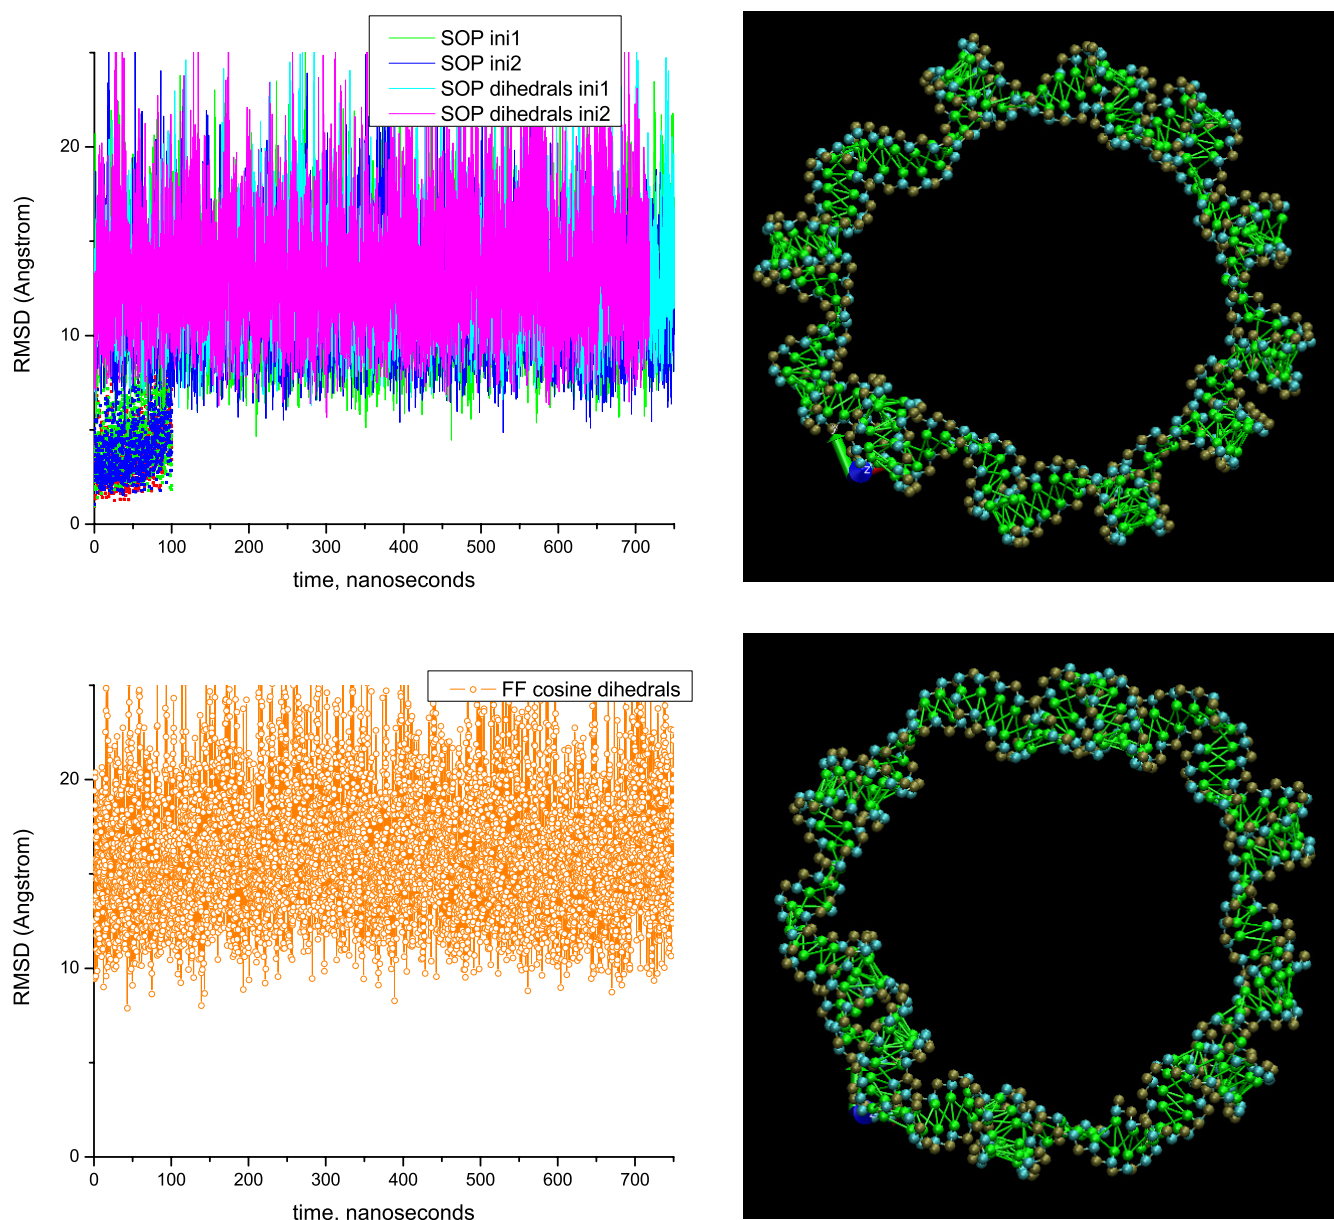 SOP ini1
SOP ini2
SOP dihedrals ini1
SOP dihedrals ini2
20
10
0
RMSD (Angstrom)
0 100 200 300 400 500 600 700
time, nanoseconds
Z
FF cosine dihedrals
20
10
0
RMSD (Angstrom)
0 100 200 300 400 500 600 700
time, nanoseconds